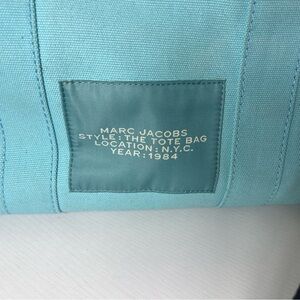 MARC JACOBS
STYLE: THE TOTE BAG
LOCATION: N.Y.C.
YEAR: 1984